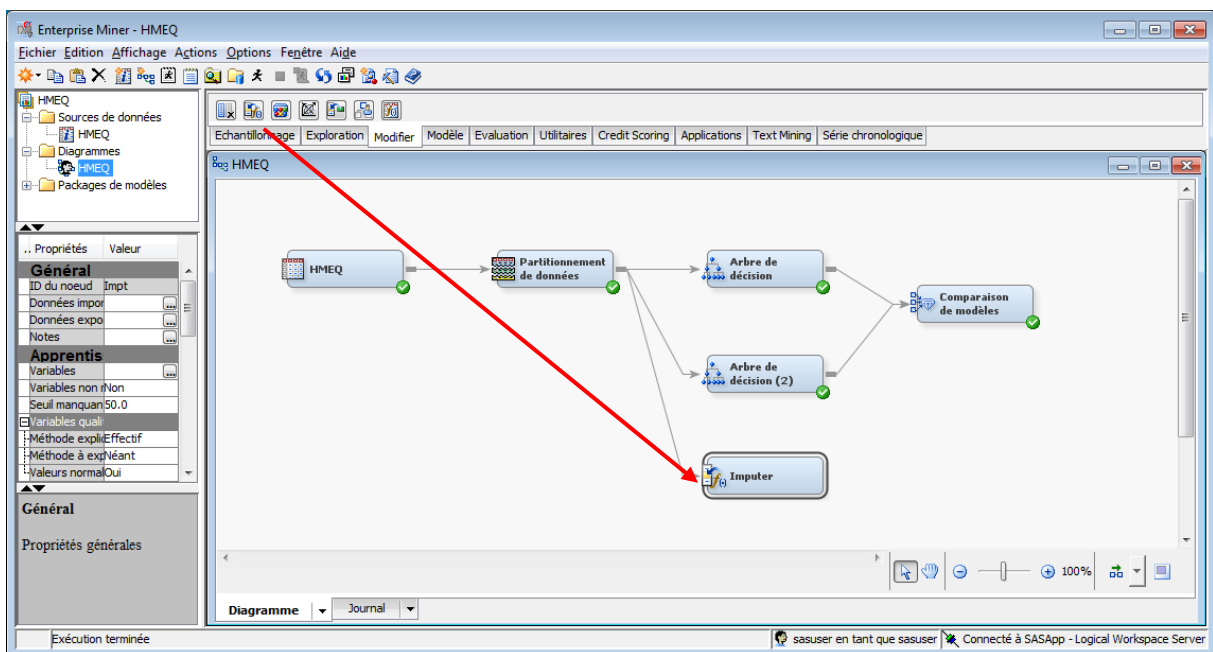 Enterprise Miner - HMEQ
Fichier Edition Affichage Actions Options Fenêtre Aide
HMEQ
Sources de données
HMEQ
Diagrammes
HMEQ
Packages de modèles
.. Propriétés Valeur
Général
ID du noeud Impt
Données impor ...
Données expo ...
Notes ...
Apprentis
Variables ...
Variables non r Non
Seuil manquan 50.0
Variables quali
Méthode explic Effectif
Méthode à exp Néant
Valeurs normal Oui
Général
Propriétés générales
Echantillonnage Exploration Modifier Modèle Evaluation Utilitaires Credit Scoring Applications Text Mining Série chronologique
HMEQ
HMEQ
Partitionnement
de données
Arbre de
décision
Comparaison
de modèles
Arbre de
décision (2)
Imputer
100%
Diagramme Journal
Exécution terminée
sasuser en tant que sasuser Connecté à SASApp - Logical Workspace Server